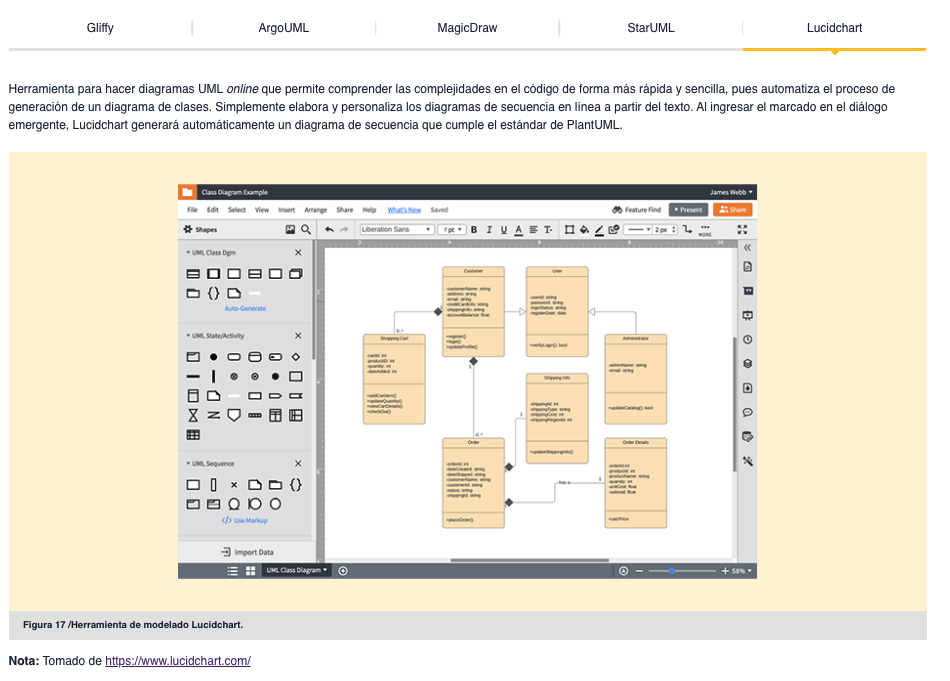 Gliffy
ArgoUML
MagicDraw
StarUML
Lucidchart
Herramienta para hacer diagramas UML online que permite comprender las complejidades en el código de forma más rápida y sencilla, pues automatiza el proceso de
generación de un diagrama de clases. Simplemente elabora y personaliza los diagramas de secuencia en línea a partir del texto. Al ingresar el marcado en el diálogo
emergente, Lucidchart generará automáticamente un diagrama de secuencia que cumple el estándar de PlantUML.
Class Diagram Example
James Webb
File Edit Select View Insert Arrange Share Help What's New Saved
Feature Find
Present
Share
Shapes
Liberation Sans
1 pt
B I U A
2 px
MORE
UML Class Dgm
Auto-Generate
UML State/Activity
UML Sequence
Use Markup
Import Data
Customer
-customerName: string
-address: string
-email: string
-creditCardInfo: string
-shippingInfo: string
-accountBalance: float
+register()
+login()
+updateProfile()
User
-userId: string
-password: string
-loginStatus: string
-registerDate: date
+verifyLogin(): bool
0..*
Shopping Cart
-cartId: int
-productID: int
-quantity: int
-dateAdded: int
+addCartItem()
+updateQuantity()
+viewCartDetails()
+checkOut()
Administrator
-adminName: string
-email: string
+updateCatalog(): bool
1
Shipping Info
-shippingId: int
-shippingType: string
-shippingCost: int
-shippingRegionId: int
+updateShippingInfo()
1
0..*
Order
-orderId: int
-dateCreated: string
-dateShipped: string
-customerName: string
-customerId: string
-status: string
-shippingId: string
+placeOrder()
1
Order Details
-orderId:int
-productId: int
-productName: string
-quantity: int
-unitCost: float
-subtotal: float
+calcPrice
UML Class Diagram
58%
Figura 17 /Herramienta de modelado Lucidchart.
Nota: Tomado de https://www.lucidchart.com/